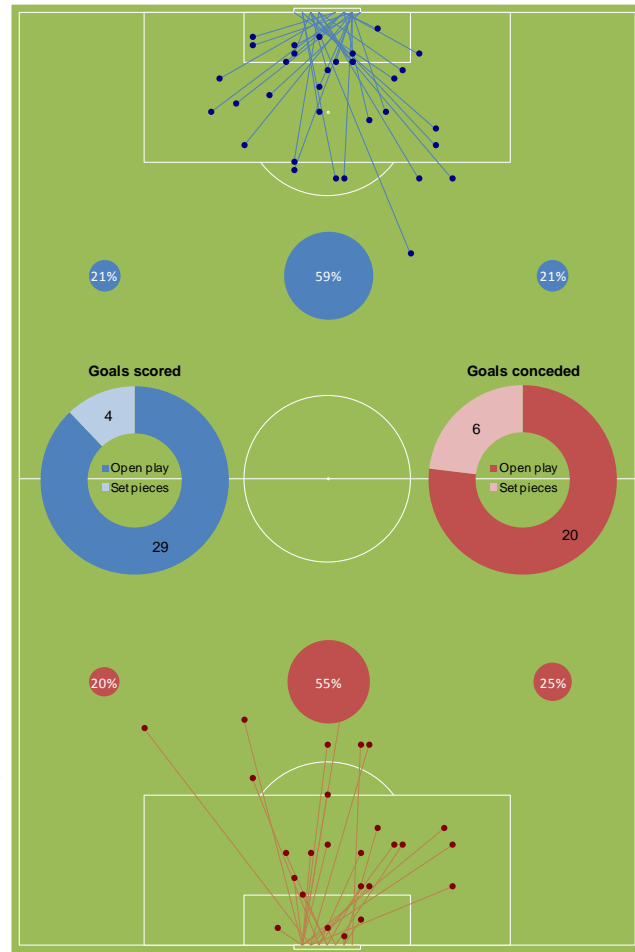 21%
59%
21%
Goals scored
Goals conceded
4
6
Open play
Set pieces
Open play
Set pieces
29
20
20%
55%
25%